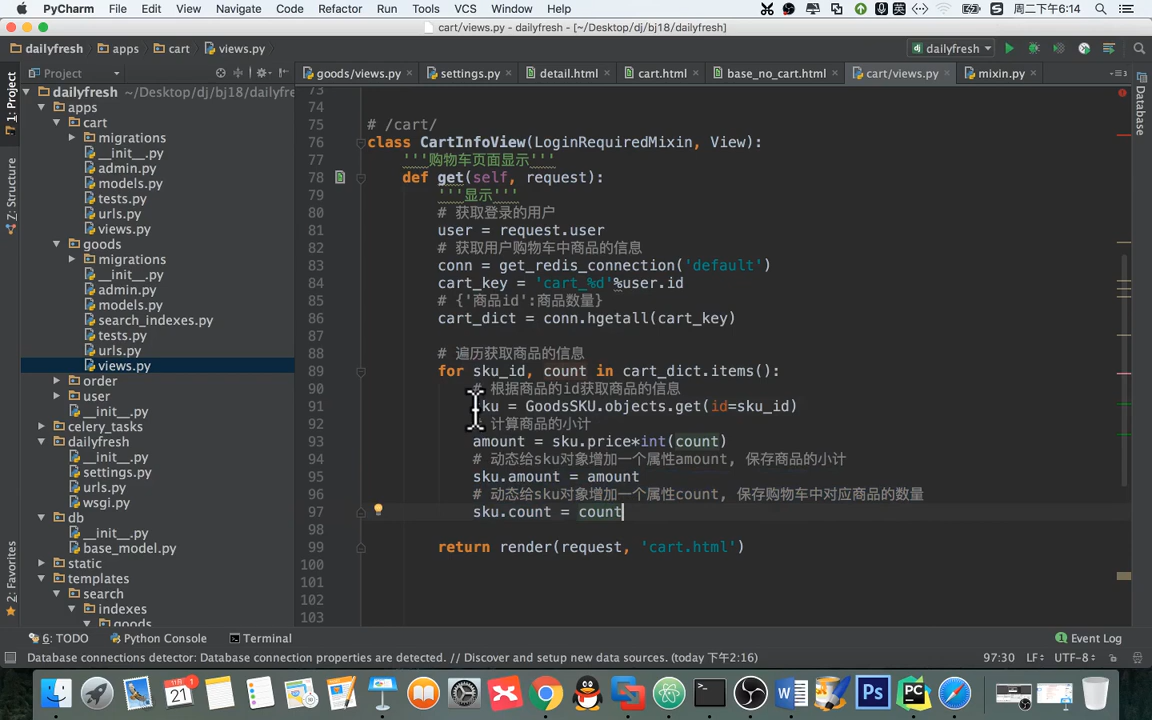 PyCharm File Edit View Navigate Code Refactor Run Tools VCS Window Help 周二下午6:14
cart/views.py - dailyfresh - [~/Desktop/dj/bj18/dailyfresh]
dailyfresh apps cart views.py dailyfresh
Project goods/views.py settings.py detail.html cart.html base_no_cart.html cart/views.py mixin.py
1: Project
Z: Structure
2: Favorites
Database
dailyfresh ~/Desktop/dj/bj18/dailyfre
apps
cart
migrations
__init__.py
admin.py
models.py
tests.py
urls.py
views.py
goods
migrations
__init__.py
admin.py
models.py
search_indexes.py
tests.py
urls.py
views.py
order
user
__init__.py
celery_tasks
dailyfresh
__init__.py
settings.py
urls.py
wsgi.py
db
__init__.py
base_model.py
static
templates
search
indexes
goods
73
74
75 # /cart/
76 class CartInfoView(LoginRequiredMixin, View):
77 '''购物车页面显示'''
78 def get(self, request):
79 '''显示'''
80 # 获取登录的用户
81 user = request.user
82 # 获取用户购物车中商品的信息
83 conn = get_redis_connection('default')
84 cart_key = 'cart_%d'%user.id
85 # {'商品id':商品数量}
86 cart_dict = conn.hgetall(cart_key)
87
88 # 遍历获取商品的信息
89 for sku_id, count in cart_dict.items():
90 # 根据商品的id获取商品的信息
91 sku = GoodsSKU.objects.get(id=sku_id)
92 # 计算商品的小计
93 amount = sku.price*int(count)
94 # 动态给sku对象增加一个属性amount, 保存商品的小计
95 sku.amount = amount
96 # 动态给sku对象增加一个属性count, 保存购物车中对应商品的数量
97 sku.count = count
98
99 return render(request, 'cart.html')
100
101
102
103
6: TODO Python Console Terminal 1 Event Log
Database connections detector: Database connection properties are detected. // Discover and setup new data sources. (today 下午2:16) 97:30 LF÷ UTF-8÷
21